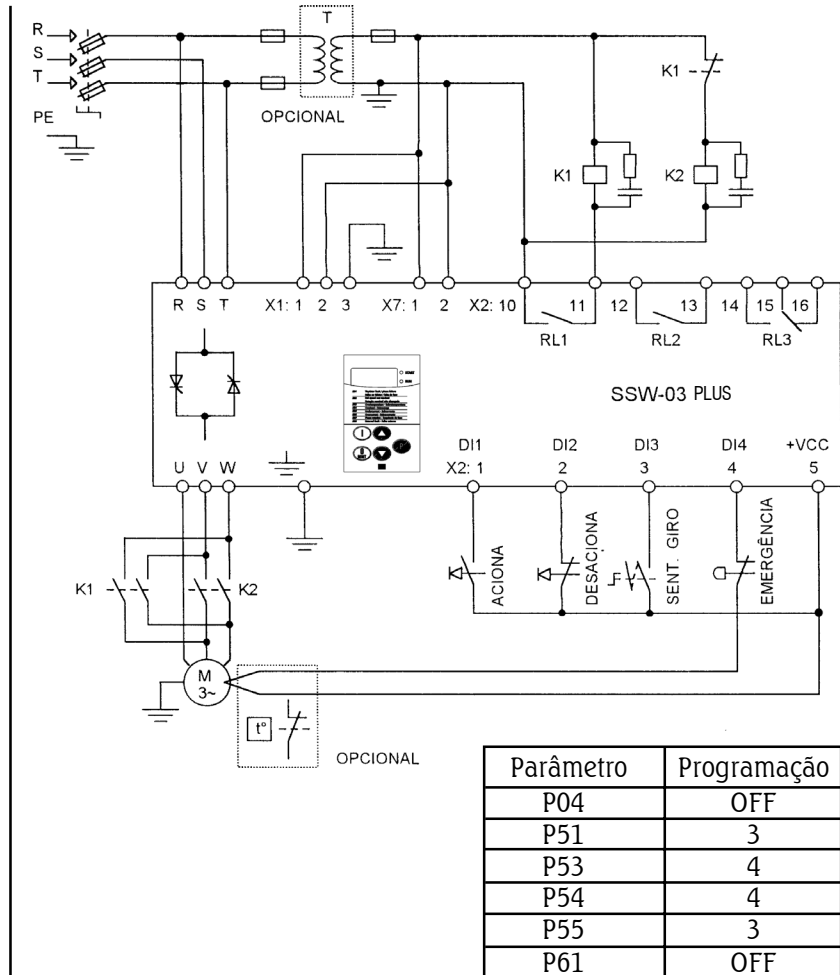 R
S
T
PE
T
OPCIONAL
K1
K1
K2
R S T X1: 1 2 3 X7: 1 2 X2: 10 11 12 13 14 15 16
RL1 RL2 RL3
SSW-03 PLUS
U V W
DI1 DI2 DI3 DI4 +VCC
X2: 1 2 3 4 5
ACIONA
DESACIONA
SENT. GIRO
EMERGÊNCIA
K1 K2
M
3~
t°
OPCIONAL
Parâmetro Programação
P04 OFF
P51 3
P53 4
P54 4
P55 3
P61 OFF